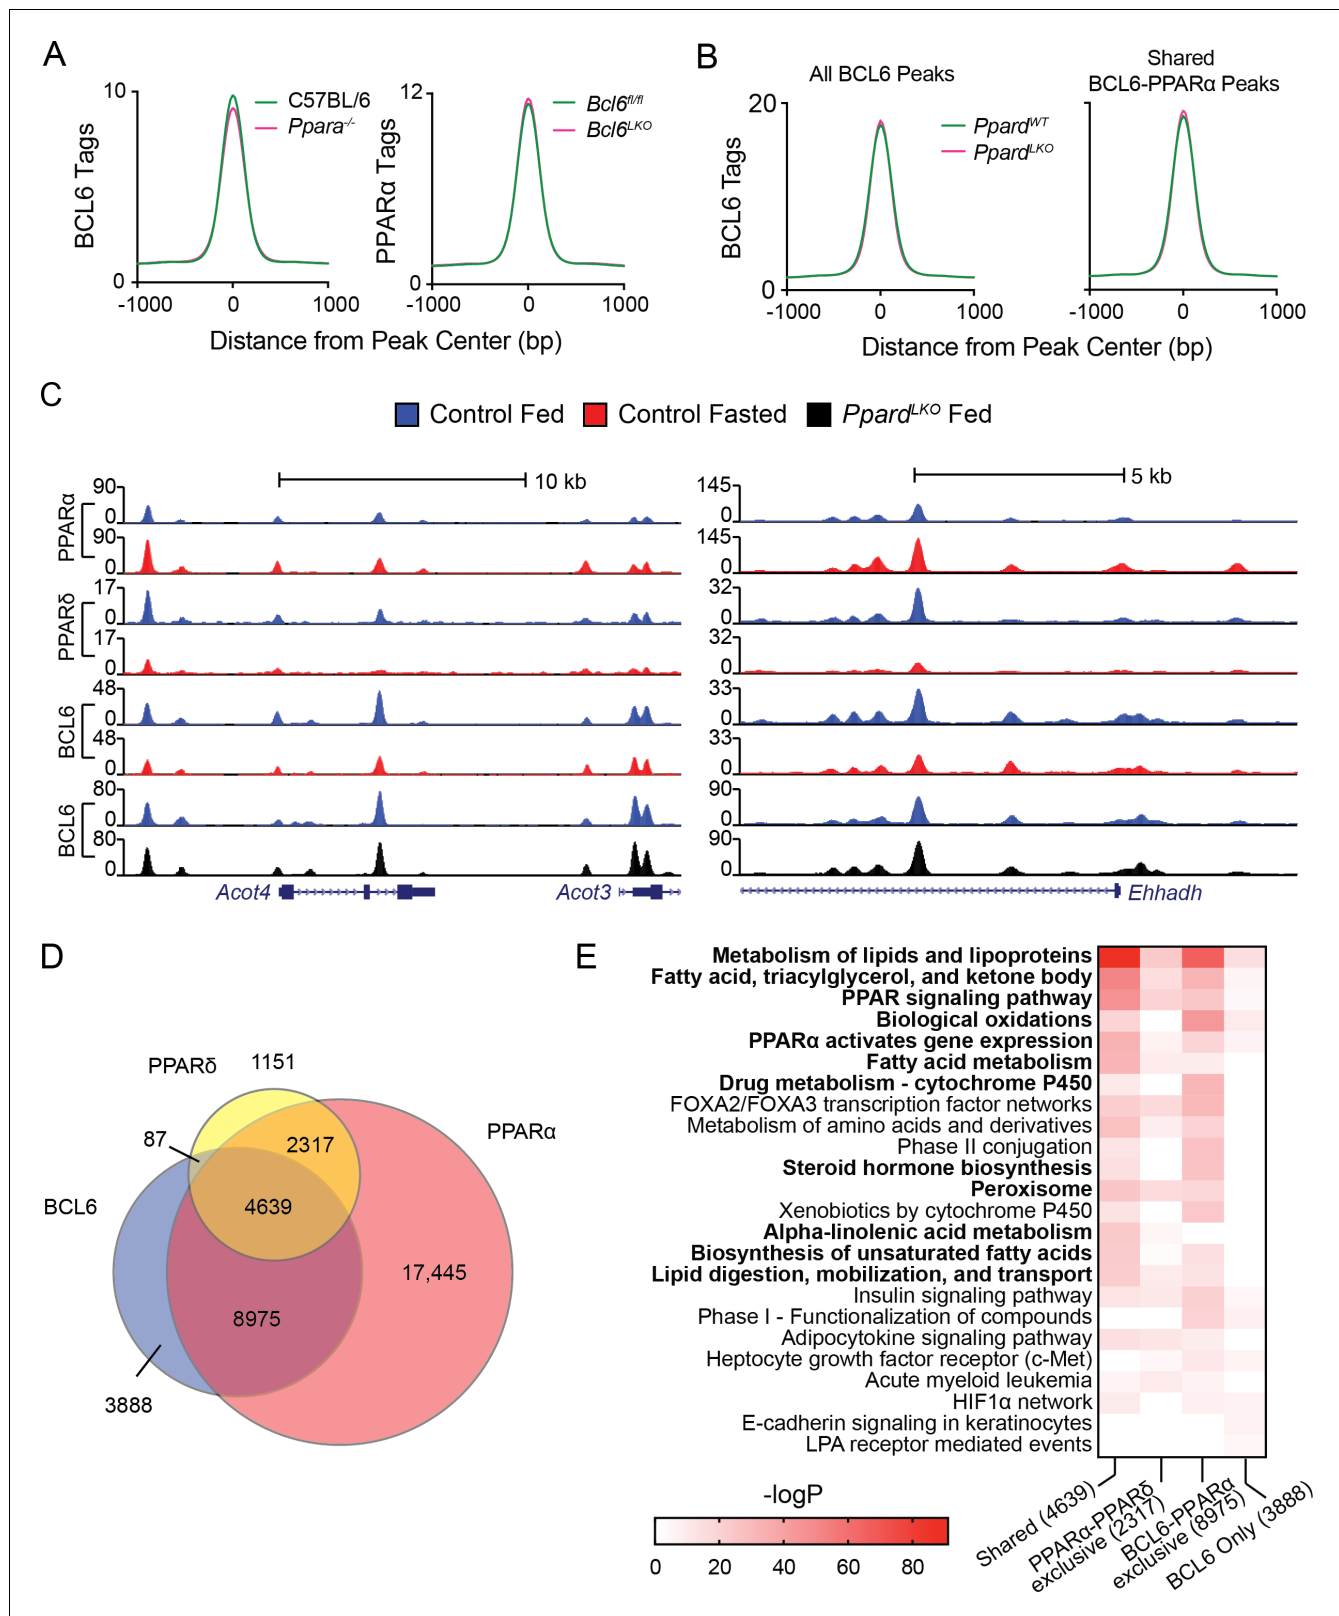 A
10
BCL6 Tags
0
-1000
0
1000
C57BL/6
Ppara-/-
12
PPARα Tags
0
-1000
0
1000
Bcl6fl/fl
Bcl6LKO
Distance from Peak Center (bp)
B
All BCL6 Peaks
Shared
BCL6-PPARα Peaks
20
BCL6 Tags
0
-1000
0
1000
PpardWT
PpardLKO
-1000
0
1000
Distance from Peak Center (bp)
C
Control Fed
Control Fasted
PpardLKO Fed
10 kb
5 kb
PPARα
90
0
90
0
PPARδ
17
0
17
0
BCL6
48
0
48
0
BCL6
80
0
80
0
Acot4
Acot3
145
0
145
0
32
0
32
0
33
0
33
0
90
0
90
0
Ehhadh
D
PPARδ
1151
87
2317
PPARα
BCL6
4639
17,445
8975
3888
E
Metabolism of lipids and lipoproteins
Fatty acid, triacylglycerol, and ketone body
PPAR signaling pathway
Biological oxidations
PPARα activates gene expression
Fatty acid metabolism
Drug metabolism - cytochrome P450
FOXA2/FOXA3 transcription factor networks
Metabolism of amino acids and derivatives
Phase II conjugation
Steroid hormone biosynthesis
Peroxisome
Xenobiotics by cytochrome P450
Alpha-linolenic acid metabolism
Biosynthesis of unsaturated fatty acids
Lipid digestion, mobilization, and transport
Insulin signaling pathway
Phase I - Functionalization of compounds
Adipocytokine signaling pathway
Heptocyte growth factor receptor (c-Met)
Acute myeloid leukemia
HIF1α network
E-cadherin signaling in keratinocytes
LPA receptor mediated events
Shared (4639)
PPARα-PPARδ
exclusive (2317)
BCL6-PPARα
exclusive (8975)
BCL6 Only (3888)
-logP
0
20
40
60
80